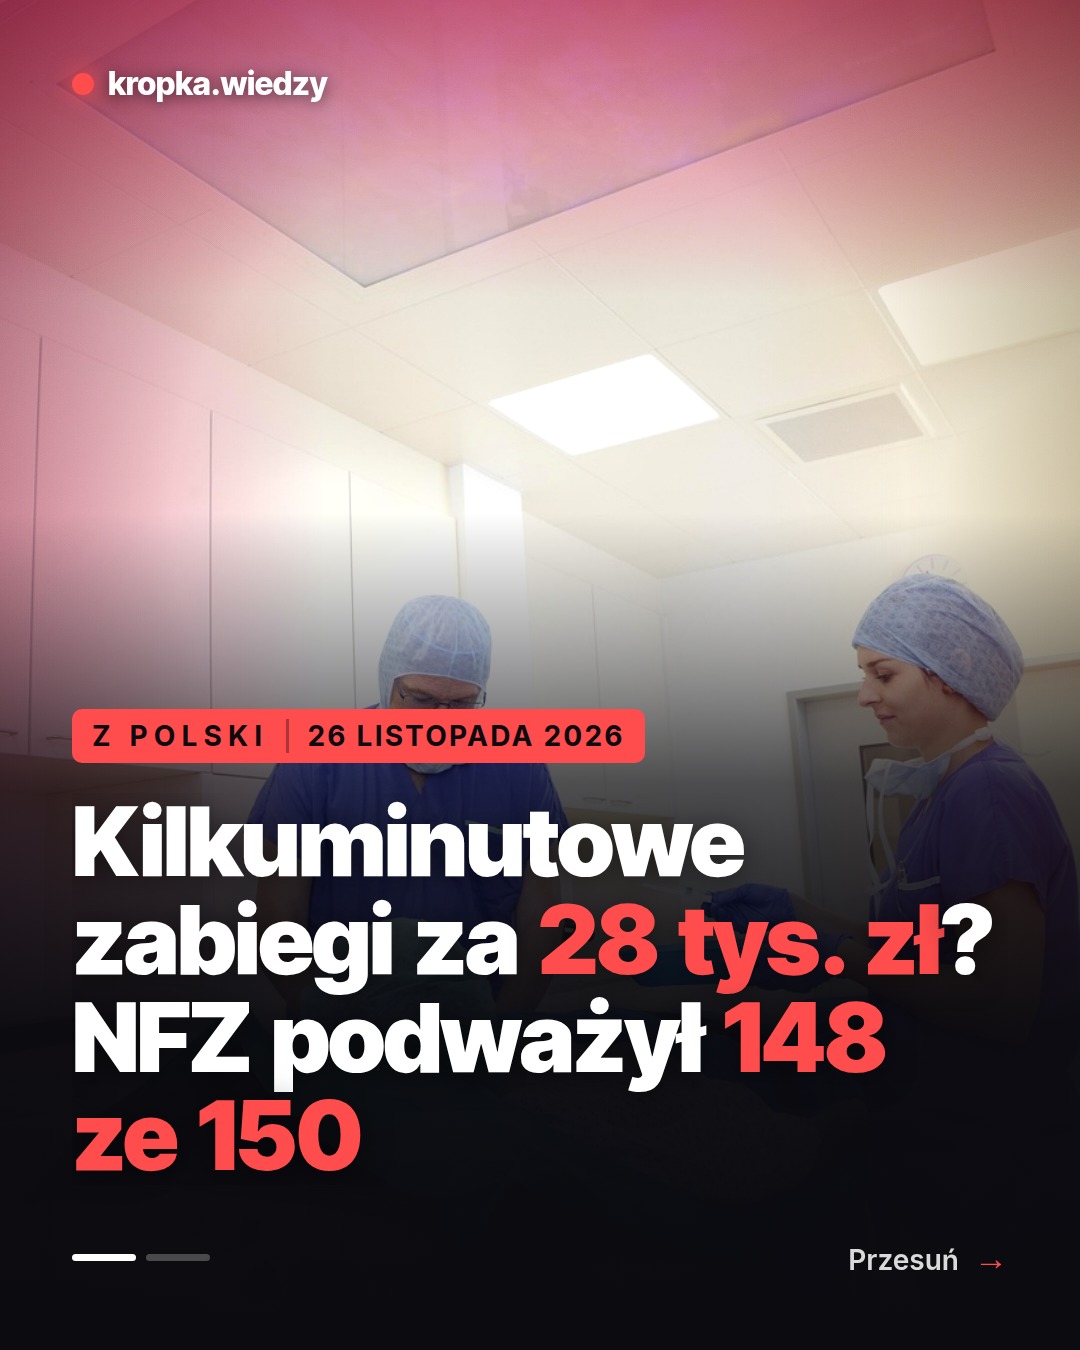 kropka.wiedzy
Z POLSKI | 26 LISTOPADA 2026
Kilkuminutowe
zabiegi za 28 tys. zł?
NFZ podważył 148
ze 150
Przesuń →